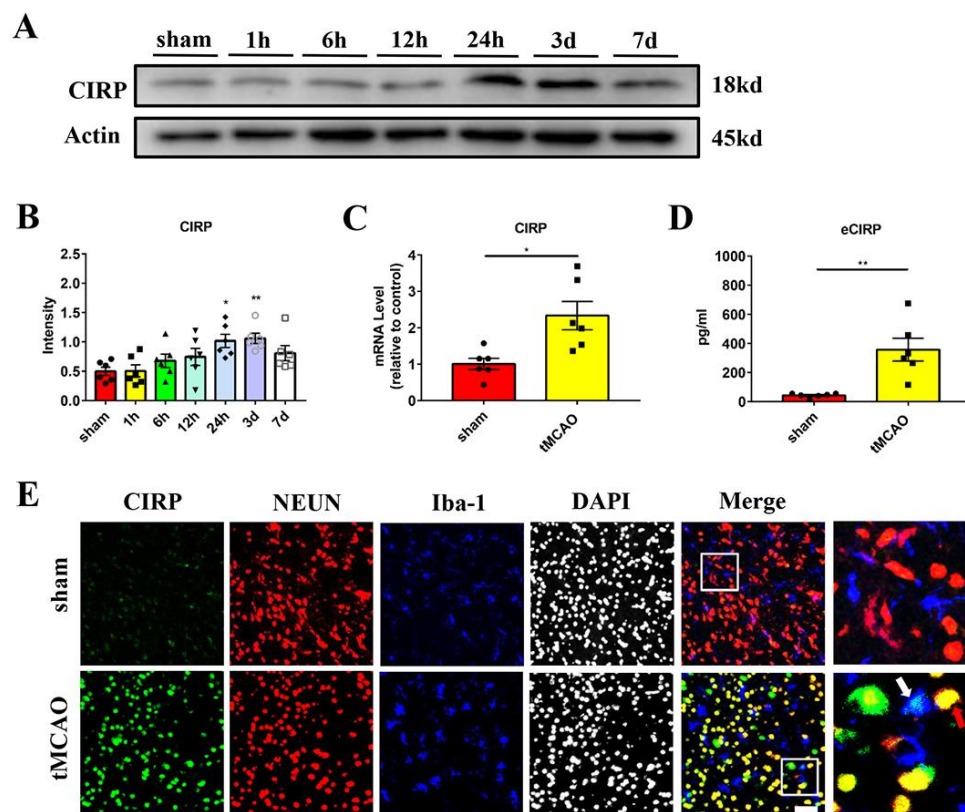 A
sham 1h 6h 12h 24h 3d 7d
CIRP 18kd
Actin 45kd
B
CIRP
Intensity
2.5
2.0
1.5
1.0
0.5
0.0
* **
sham 1h 6h 12h 24h 3d 7d
C
CIRP
mRNA Level
(relative to control)
*
4
3
2
1
0
sham tMCAO
D
eCIRP
pg/ml
**
1000
800
600
400
200
0
sham tMCAO
E
CIRP NEUN Iba-1 DAPI Merge
sham
tMCAO